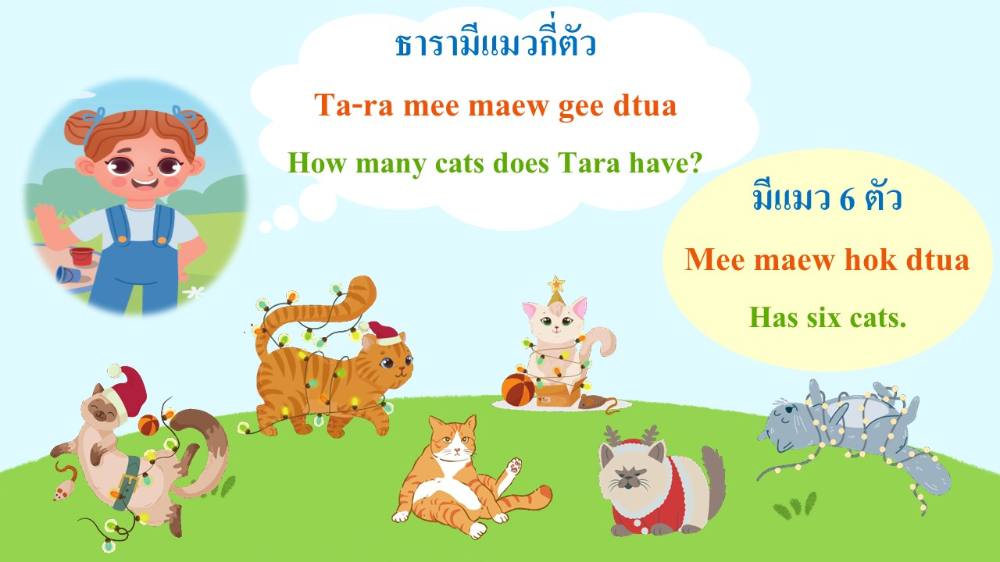 ธารามีแมวกี่ตัว
Ta-ra mee maew gee dtua
How many cats does Tara have?
มีแมว 6 ตัว
Mee maew hok dtua
Has six cats.